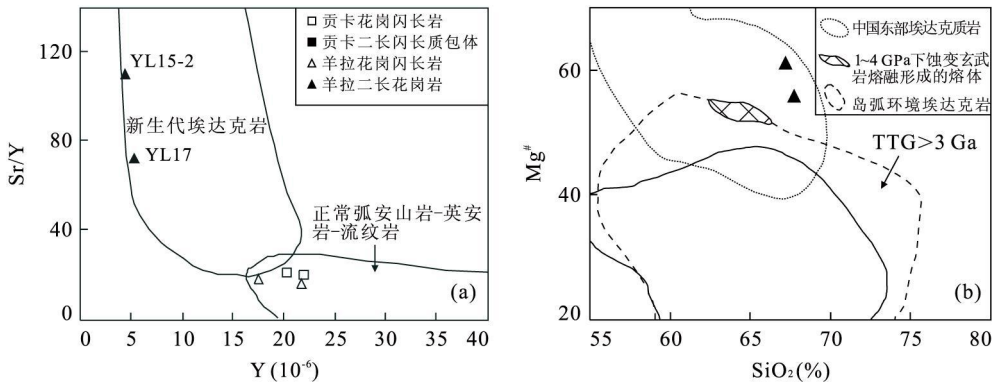 120
80
40
0
Sr/Y
0
5
10
15
20
25
30
35
40
Y (10⁻⁶)
□ 贡卡花岗闪长岩
■ 贡卡二长闪长质包体
△ 羊拉花岗闪长岩
▲ 羊拉二长花岗岩
YL15-2
新生代埃达克岩
YL17
正常弧安山岩-英安
岩-流纹岩
(a)
60
40
20
Mg#
55
60
65
70
75
80
SiO₂(%)
中国东部埃达克质岩
1~4 GPa下蚀变玄武
岩熔融形成的熔体
岛弧环境埃达克岩
TTG>3 Ga
(b)